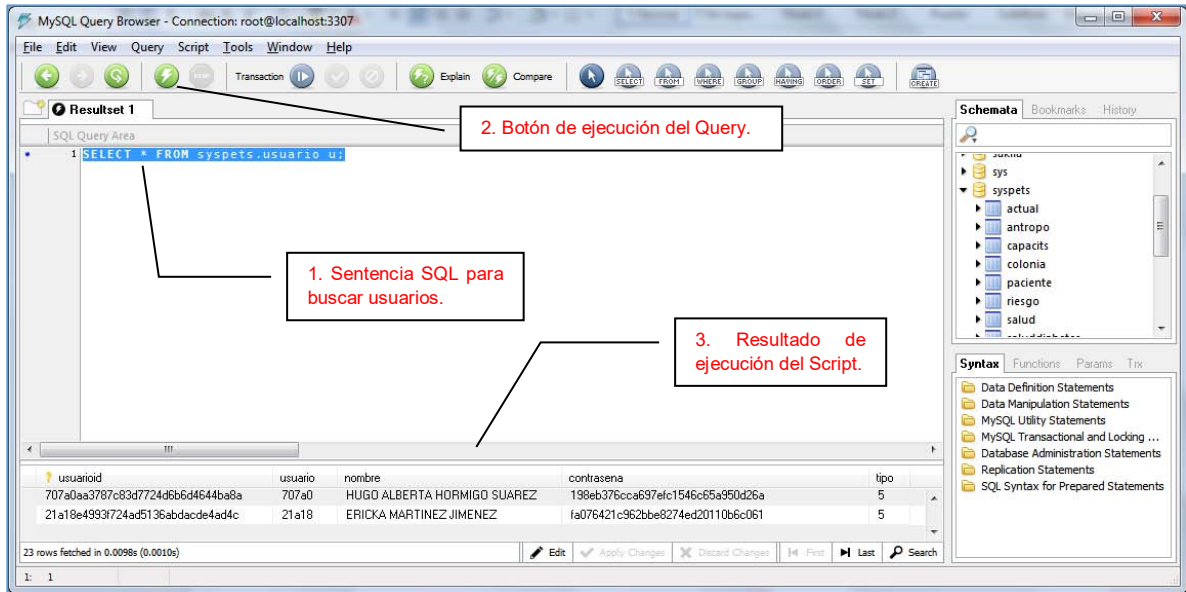 MySQL Query Browser - Connection: root@localhost:3307
File Edit View Query Script Tools Window Help
Transaction Explain Compare SELECT FROM WHERE GROUP HAVING ORDER SET CREATE
Resultset 1
SQL Query Area
1 SELECT * FROM syspets.usuario u;
2. Botón de ejecución del Query.
1. Sentencia SQL para
buscar usuarios.
3. Resultado de
ejecución del Script.
Schemata Bookmarks History
sys
syspets
actual
antropo
capacits
colonia
paciente
riesgo
salud
Syntax Functions Params Trx
Data Definition Statements
Data Manipulation Statements
MySQL Utility Statements
MySQL Transactional and Locking ...
Database Administration Statements
Replication Statements
SQL Syntax for Prepared Statements
usuarioid usuario nombre contrasena tipo
707a0aa3787c83d7724d6b6d4644ba8a 707a0 HUGO ALBERTA HORMIGO SUAREZ 198eb376cca697efc1546c65a950d26a 5
21a18e4993f724ad5136abdacde4ad4c 21a18 ERICKA MARTINEZ JIMENEZ fa076421c962bbe8274ed20110b6c061 5
23 rows fetched in 0.0098s (0.0010s) Edit Apply Changes Discard Changes First Last Search
1: 1